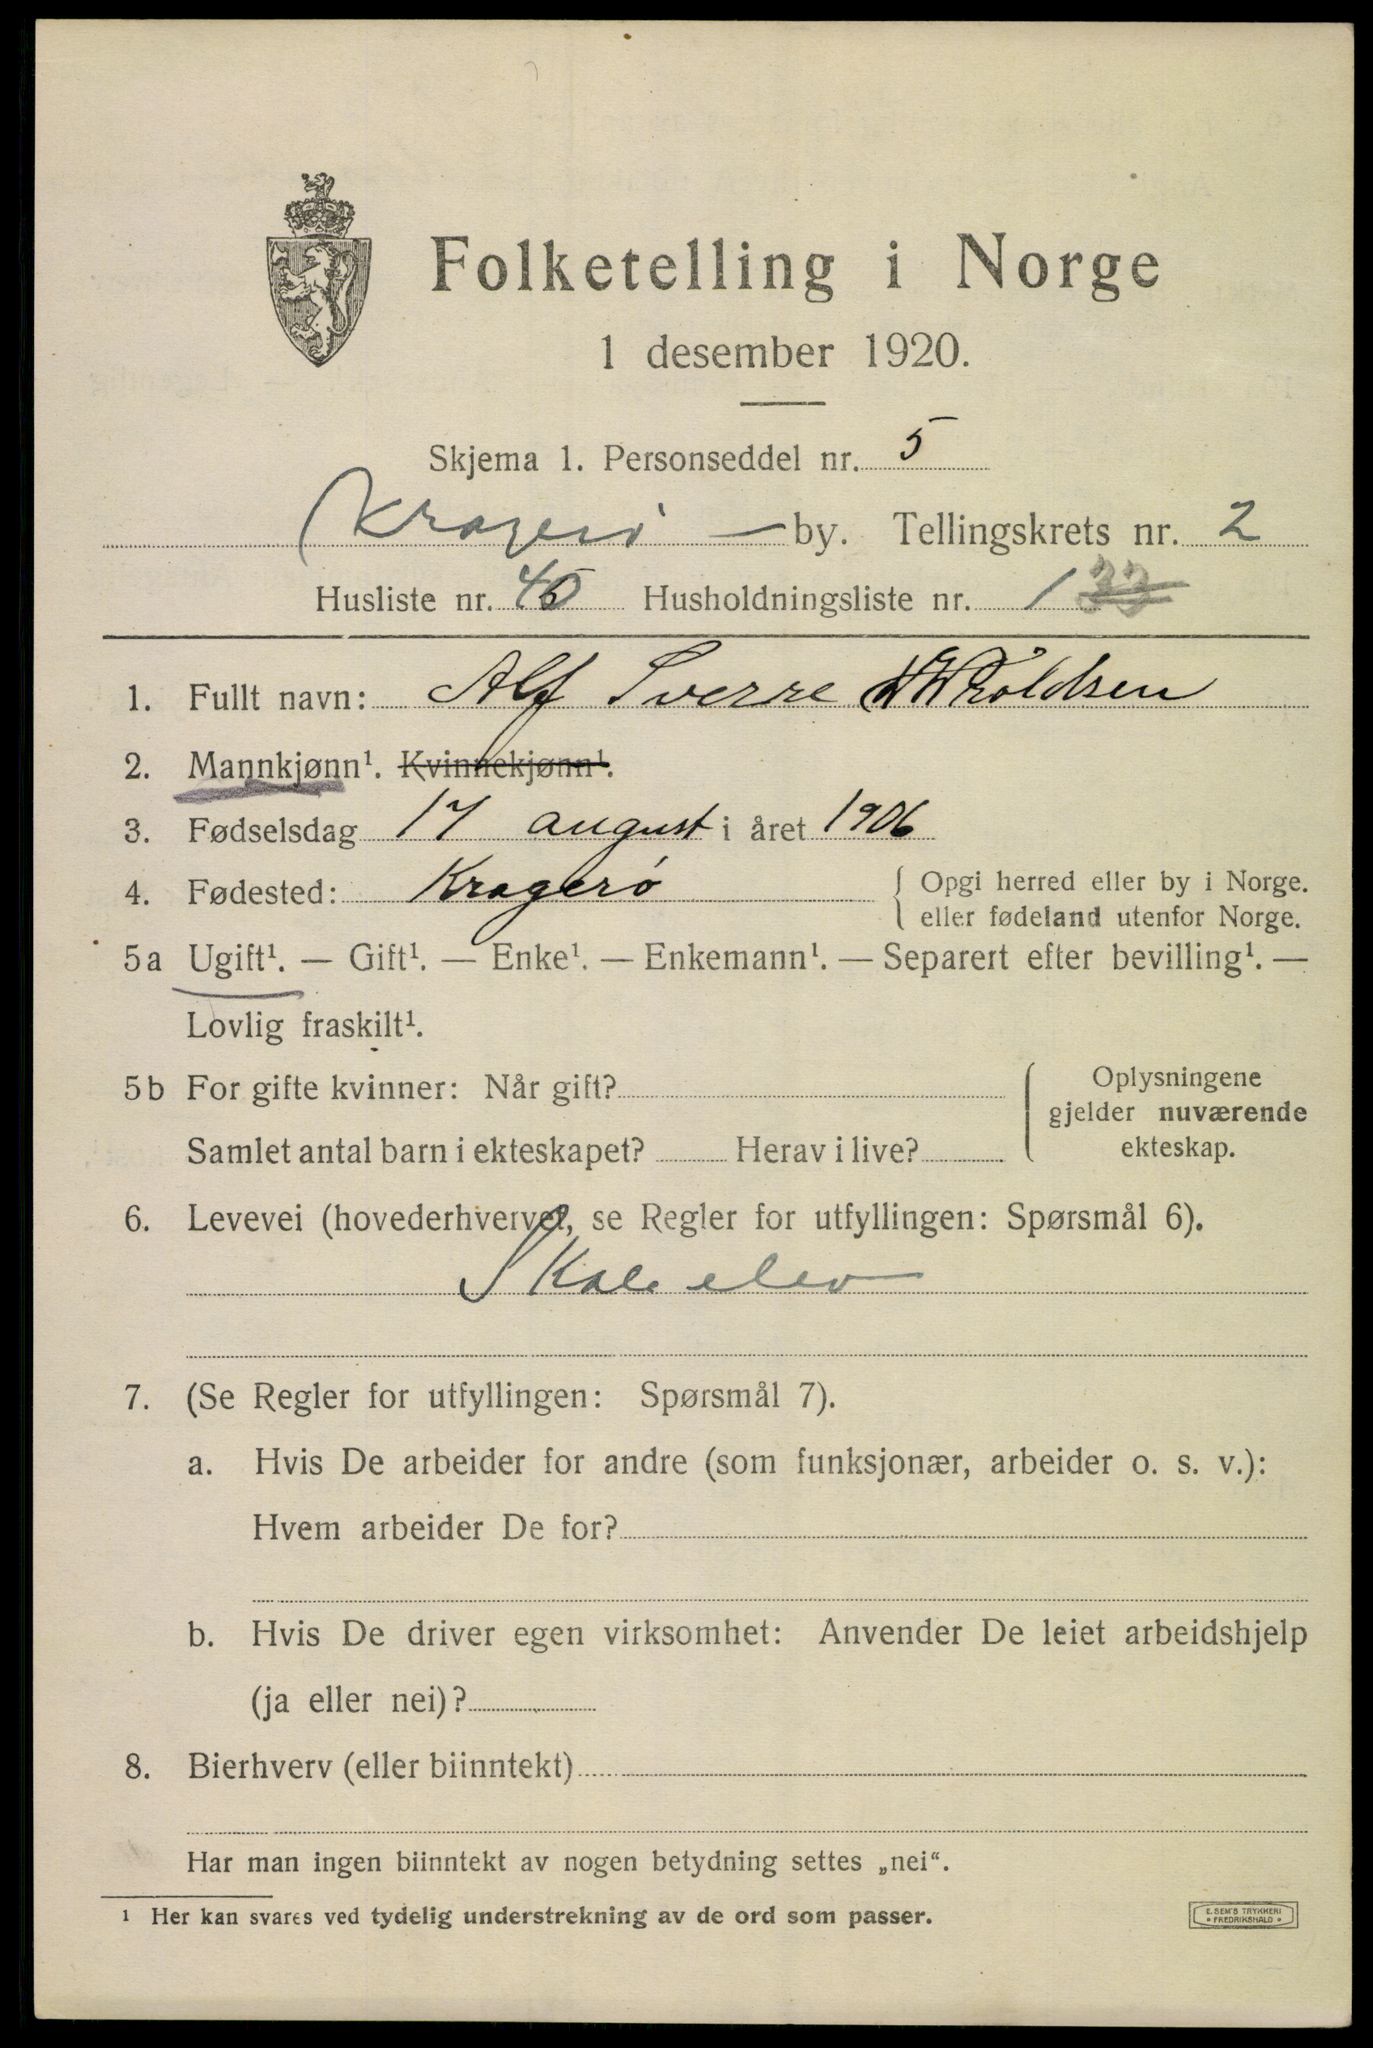 Folketelling i Norge
1 desember 1920.
Skjema 1. Personseddel nr. 5
Kragerø by. Tellingskrets nr. 2
Husliste nr. 45 Husholdningsliste nr. 1
1. Fullt navn: Alf Sverre
2. Mannkjønn¹. Kvinnekjønn¹.
3. Fødselsdag 17 august i året 1906
4. Fødested: Kragerø { Opgi herred eller by i Norge.
eller fødeland utenfor Norge.
5a Ugift¹. — Gift¹. — Enke¹. — Enkemann¹. — Separert efter bevilling¹. —
Lovlig fraskilt¹.
5b For gifte kvinner: Når gift?
Samlet antal barn i ekteskapet? Herav i live?
{ Oplysningene
gjelder nuværende
ekteskap.
6. Levevei (hovederhvervet, se Regler for utfyllingen: Spørsmål 6).
Skoleelev
7. (Se Regler for utfyllingen: Spørsmål 7).
a. Hvis De arbeider for andre (som funksjonær, arbeider o. s. v.):
Hvem arbeider De for?
b. Hvis De driver egen virksomhet: Anvender De leiet arbeidshjelp
(ja eller nei)?
8. Bierhverv (eller biinntekt)
Har man ingen biinntekt av nogen betydning settes „nei“.
¹ Her kan svares ved tydelig understrekning av de ord som passer.
E. SEM'S TRYKKERI
• FREDRIKSHALD •